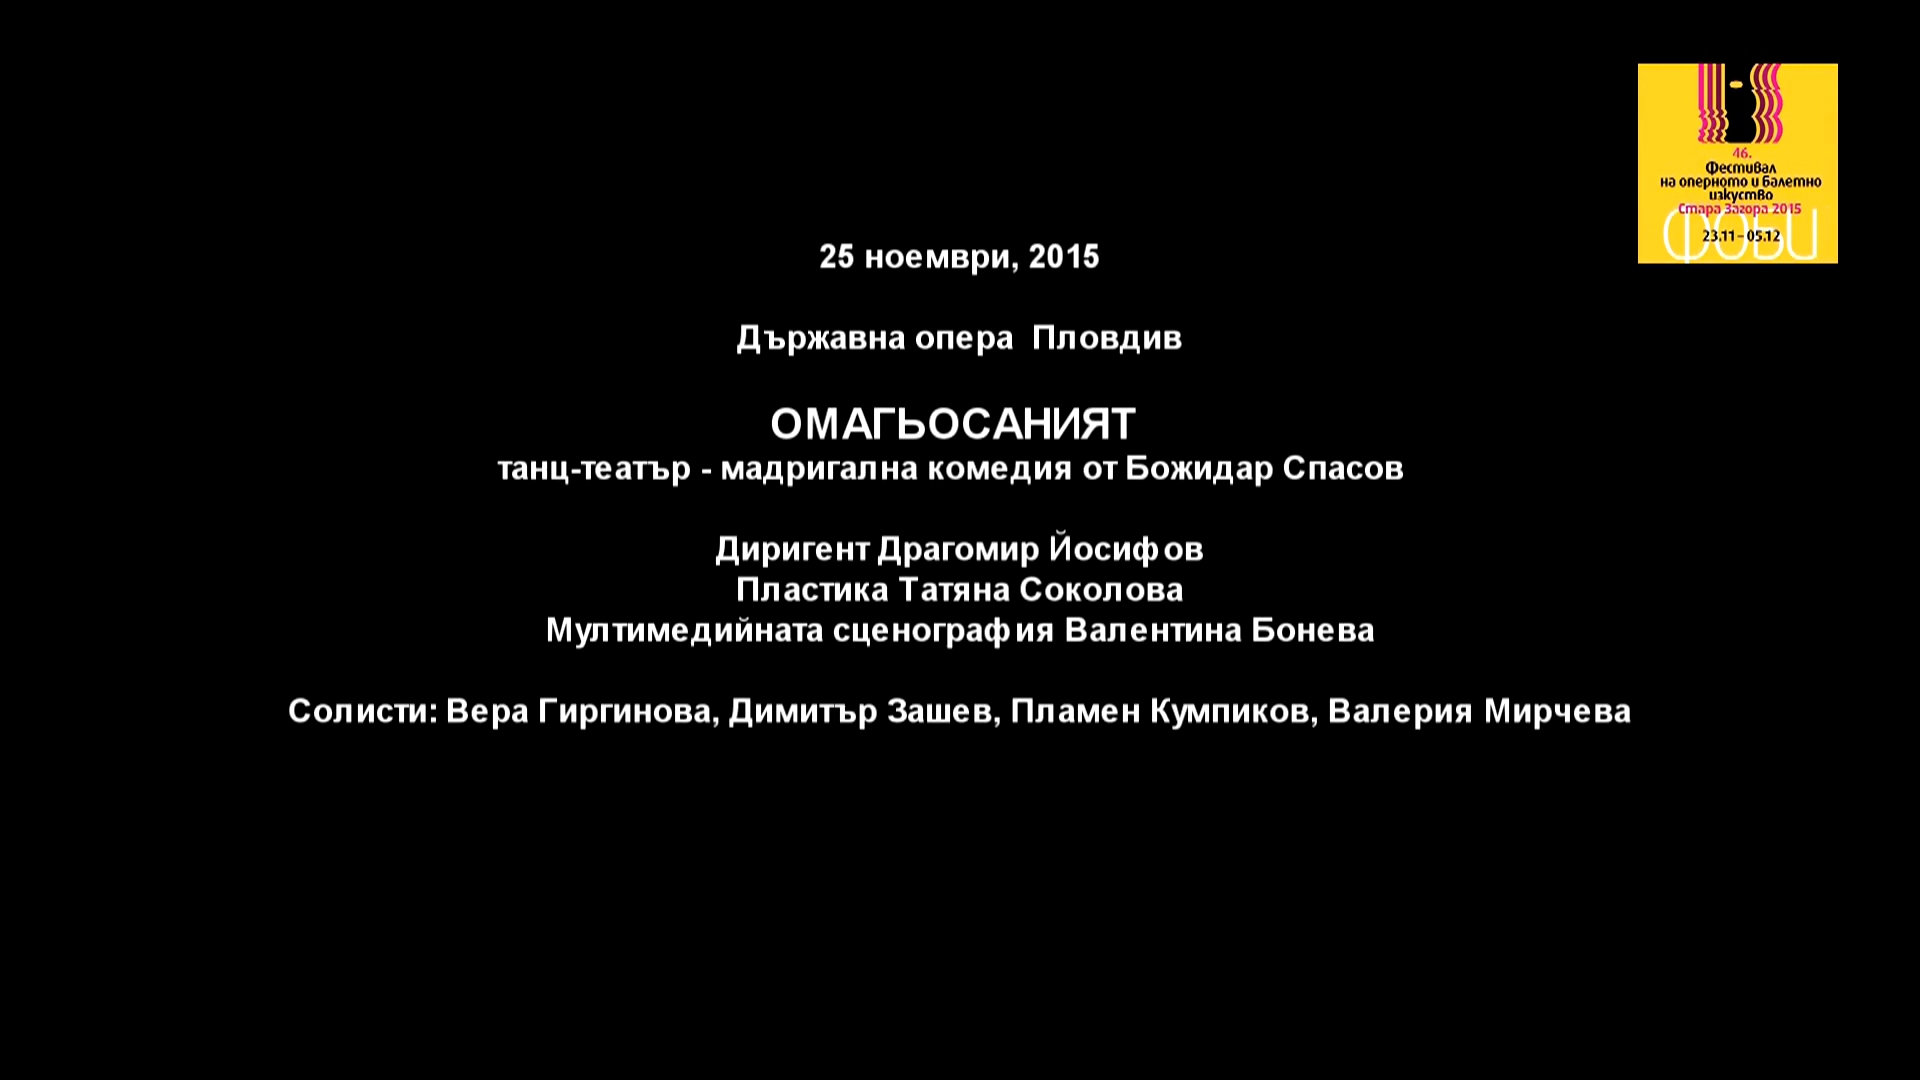 25 ноември, 2015
Държавна опера Пловдив
ОМАГЬОСАНИЯТ
танц-театър - мадригална комедия от Божидар Спасов
Диригент Драгомир Йосифов
Пластика Татяна Соколова
Мултимедийната сценография Валентина Бонева
Солисти: Вера Гиргинова, Димитър Зашев, Пламен Кумпиков, Валерия Мирчева
46.
Фестивал
на оперното и балетно
изкуство
Стара Загора 2015
ФОБИ
23.11 – 05.12